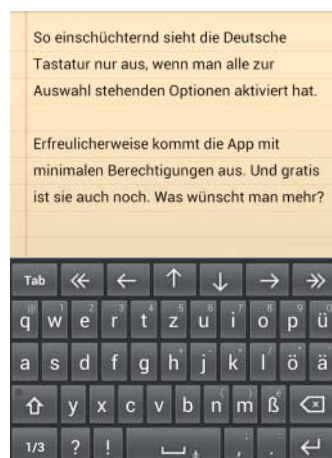 So einschüchternd sieht die Deutsche
Tastatur nur aus, wenn man alle zur
Auswahl stehenden Optionen aktiviert hat.
Erfreulicherweise kommt die App mit
minimalen Berechtigungen aus. Und gratis
ist sie auch noch. Was wünscht man mehr?
Tab
q w e r t z u i o p ü
a s d f g h j k l ö ä
y x c v b n m ß
1/3 ? ! , .